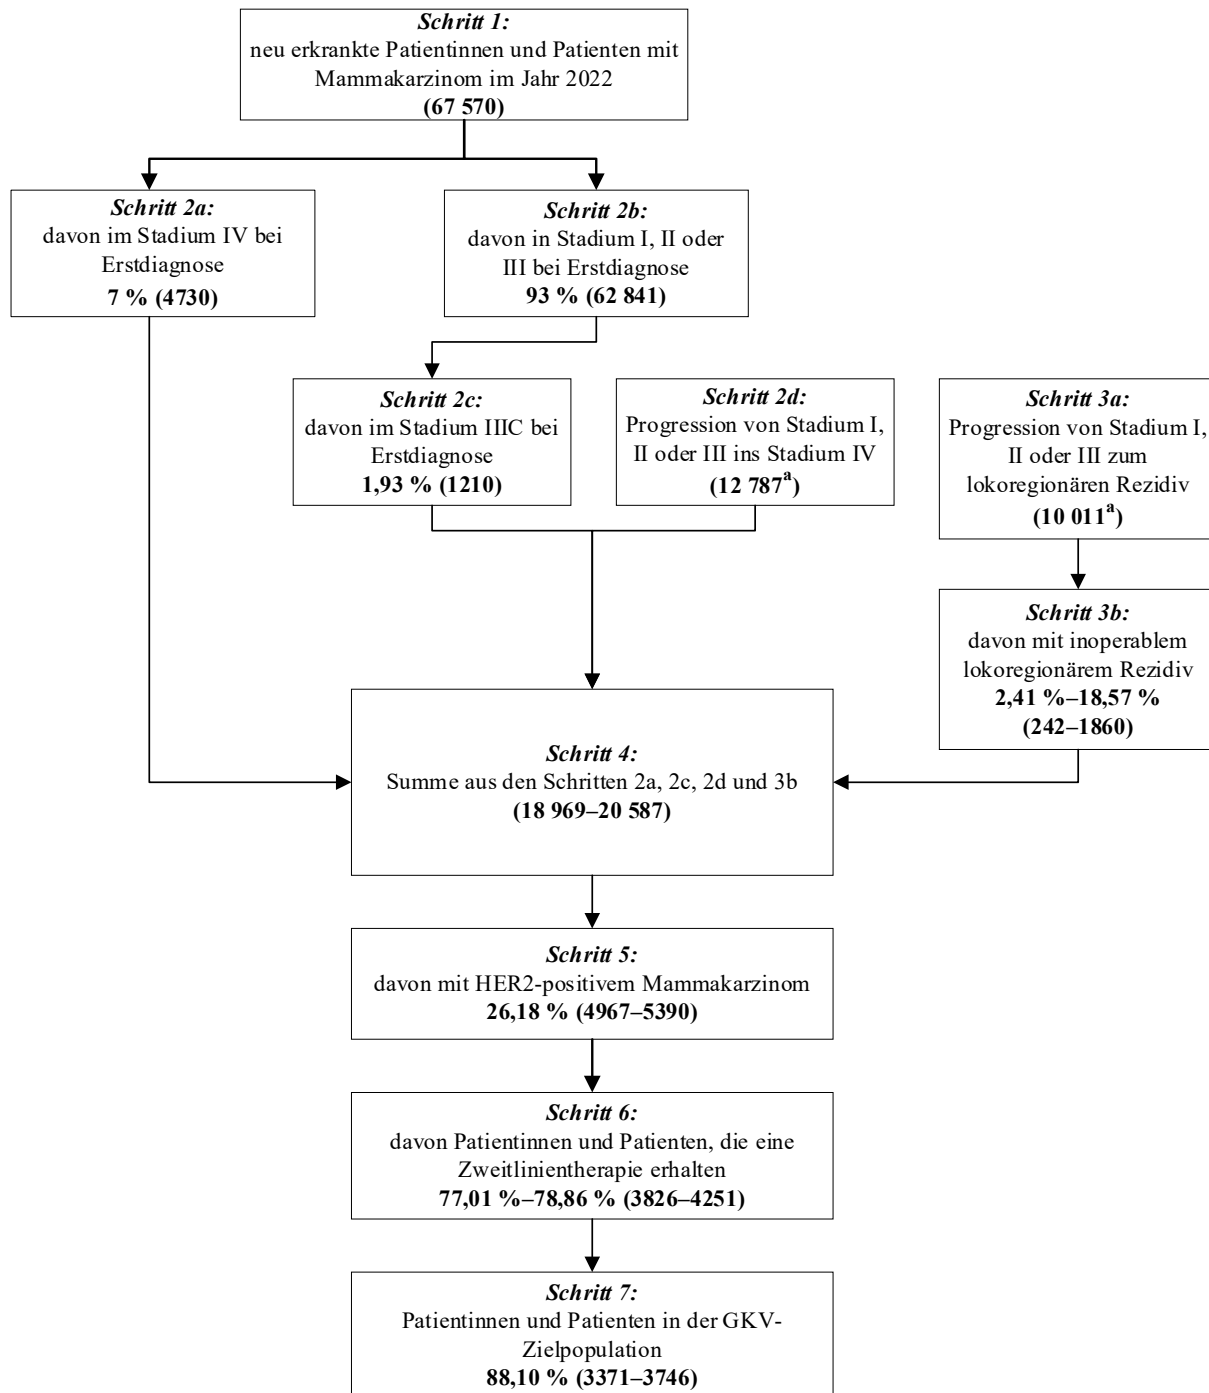 Schritt 1:
neu erkrankte Patientinnen und Patienten mit
Mammakarzinom im Jahr 2022
(67 570)
Schritt 2a:
davon im Stadium IV bei
Erstdiagnose
7 % (4730)
Schritt 2b:
davon in Stadium I, II oder
III bei Erstdiagnose
93 % (62 841)
Schritt 2c:
davon im Stadium IIIC bei
Erstdiagnose
1,93 % (1210)
Schritt 2d:
Progression von Stadium I,
II oder III ins Stadium IV
(12 787a)
Schritt 3a:
Progression von Stadium I,
II oder III zum
lokoregionären Rezidiv
(10 011a)
Schritt 3b:
davon mit inoperablem
lokoregionärem Rezidiv
2,41 %–18,57 %
(242–1860)
Schritt 4:
Summe aus den Schritten 2a, 2c, 2d und 3b
(18 969–20 587)
Schritt 5:
davon mit HER2-positivem Mammakarzinom
26,18 % (4967–5390)
Schritt 6:
davon Patientinnen und Patienten, die eine
Zweitlinientherapie erhalten
77,01 %–78,86 % (3826–4251)
Schritt 7:
Patientinnen und Patienten in der GKV-
Zielpopulation
88,10 % (3371–3746)